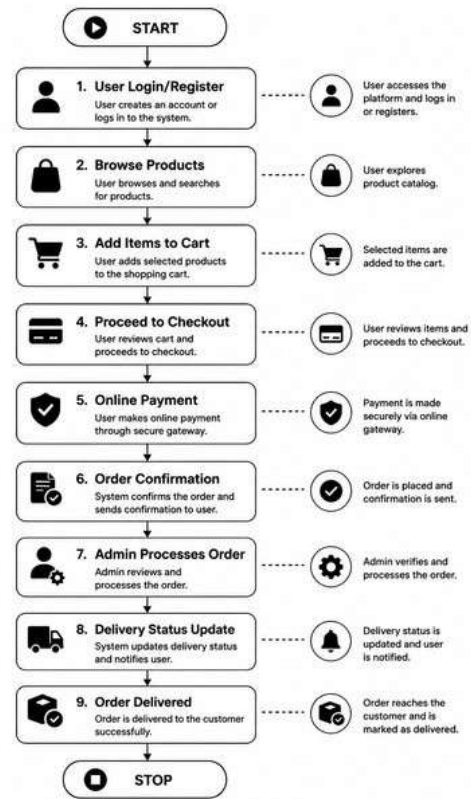 START
1. User Login/Register
User creates an account or
logs in to the system.
User accesses the
platform and logs in
or registers.
2. Browse Products
User browses and searches
for products.
User explores
product catalog.
3. Add Items to Cart
User adds selected products
to the shopping cart.
Selected items are
added to the cart.
4. Proceed to Checkout
User reviews cart and
proceeds to checkout.
User reviews items and
proceeds to checkout.
5. Online Payment
User makes online payment
through secure gateway.
Payment is made
securely via online
gateway.
6. Order Confirmation
System confirms the order and
sends confirmation to user.
Order is placed and
confirmation is sent.
7. Admin Processes Order
Admin reviews and
processes the order.
Admin verifies and
processes the order.
8. Delivery Status Update
System updates delivery status
and notifies user.
Delivery status is
updated and user
is notified.
9. Order Delivered
Order is delivered to the customer
successfully.
Order reaches the
customer and is
marked as delivered.
STOP